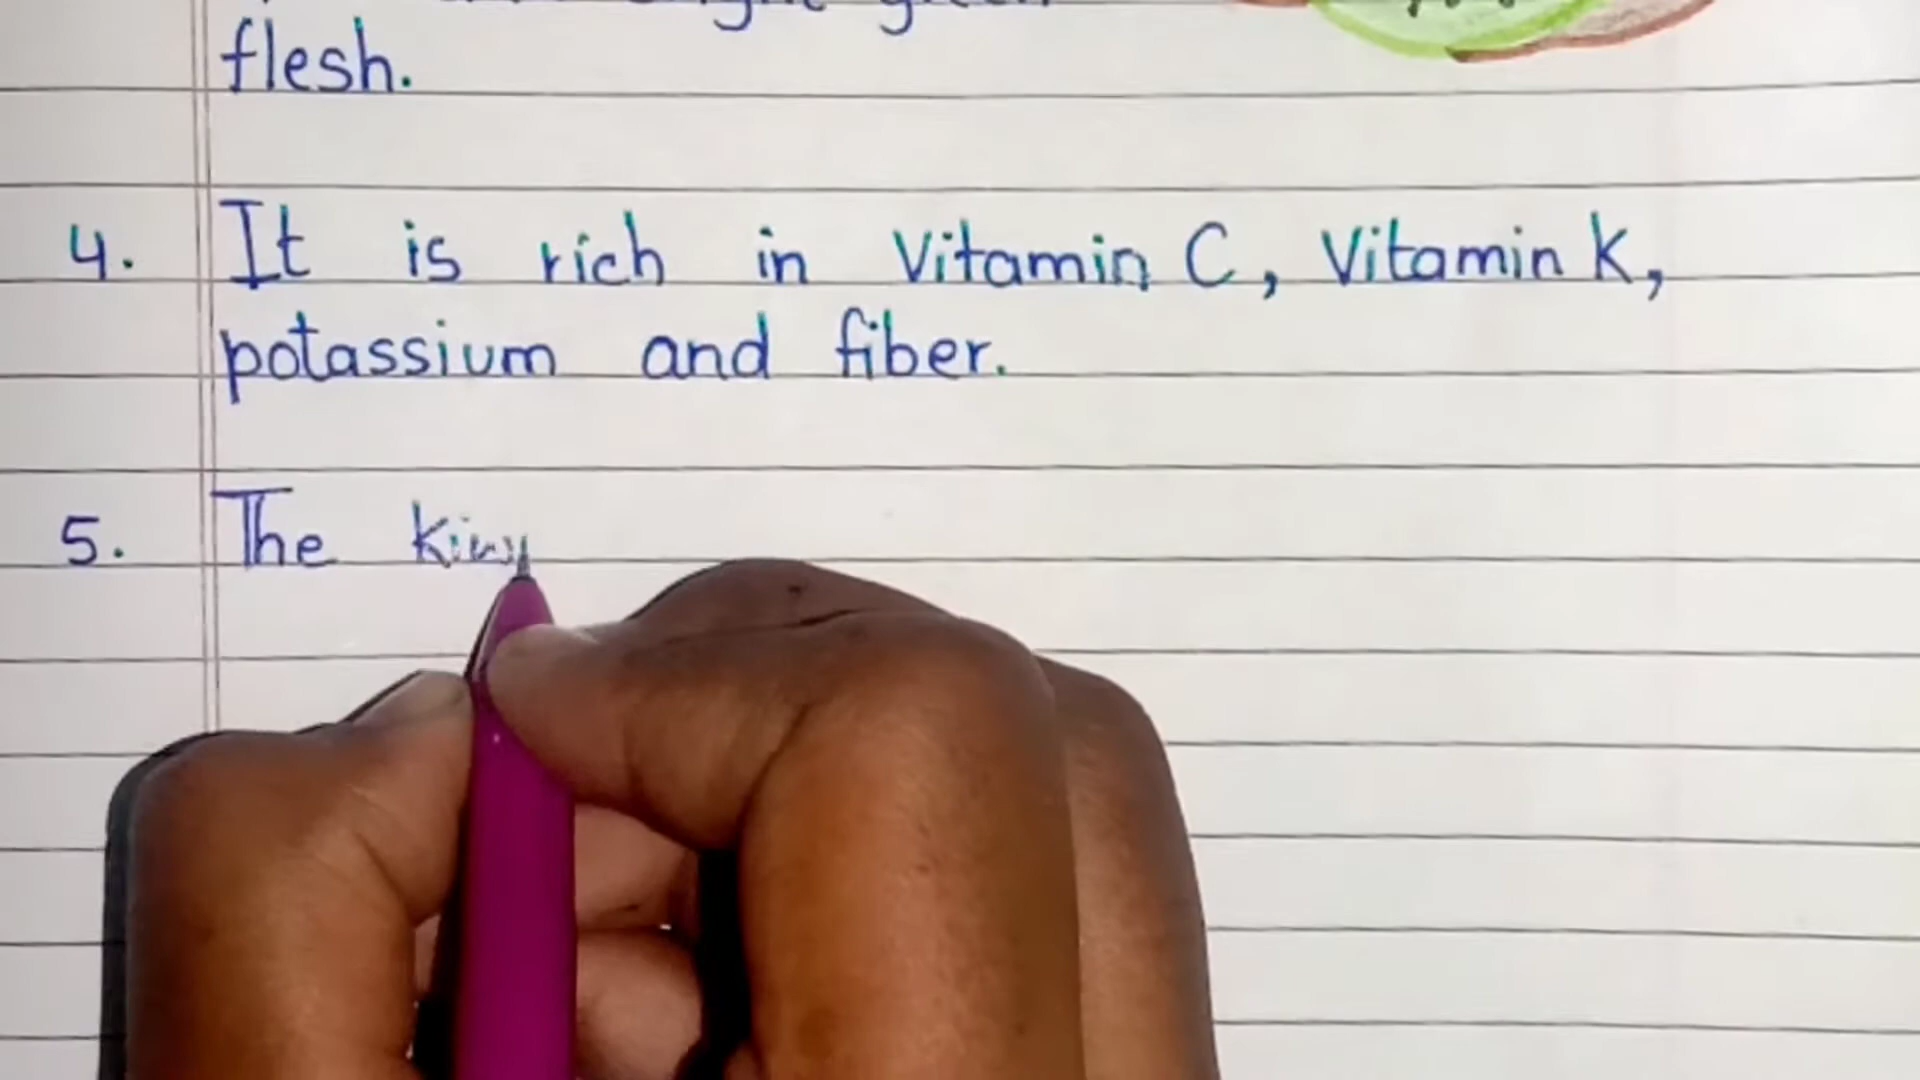 flesh.
4. It is rich in Vitamin C, Vitamin K,
potassium and fiber.
5. The